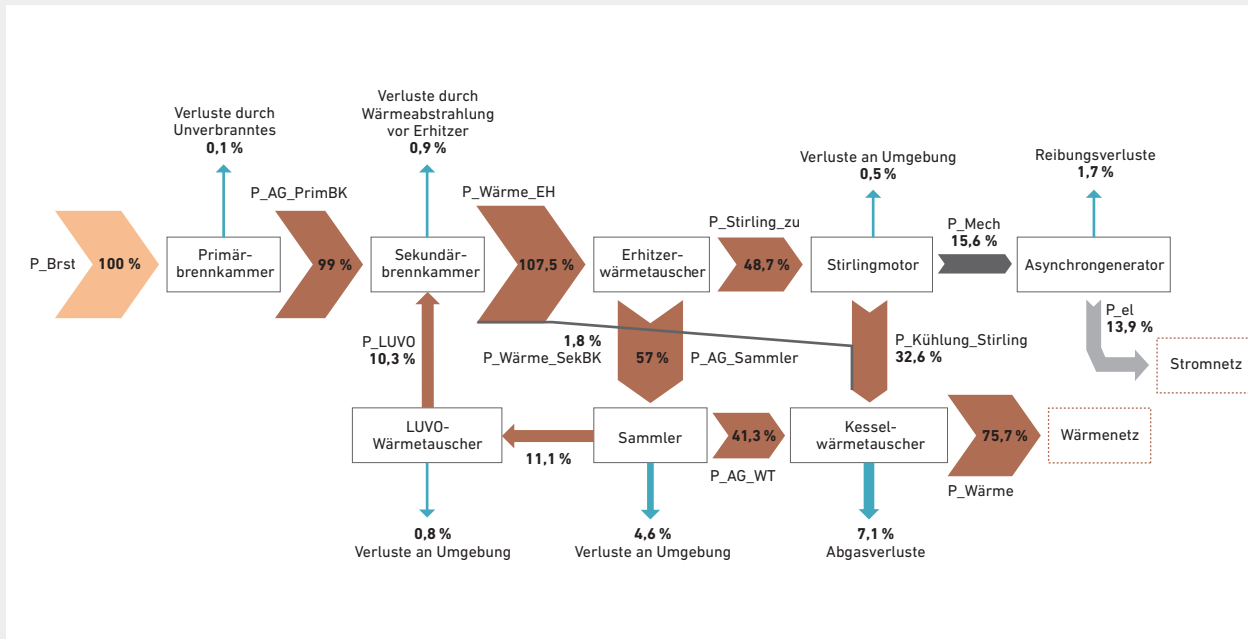 Verluste durch
Unverbranntes
0,1 %
Verluste durch
Wärmeabstrahlung
vor Erhitzer
0,9 %
Verluste an Umgebung
0,5 %
Reibungsverluste
1,7 %
P_AG_PrimBK
P_Wärme_EH
P_Stirling_zu
P_Mech
15,6 %
P_Brst
100 %
Primär-
brennkammer
99 %
Sekundär-
brennkammer
107,5 %
Erhitzer-
wärmetauscher
48,7 %
Stirlingmotor
Asynchrongenerator
P_el
13,9 %
P_LUVO
10,3 %
1,8 %
P_Wärme_SekBK
57 %
P_AG_Sammler
P_Kühlung_Stirling
32,6 %
Stromnetz
LUVO-
Wärmetauscher
11,1 %
Sammler
41,3 %
P_AG_WT
Kessel-
wärmetauscher
75,7 %
P_Wärme
Wärmenetz
0,8 %
Verluste an Umgebung
4,6 %
Verluste an Umgebung
7,1 %
Abgasverluste